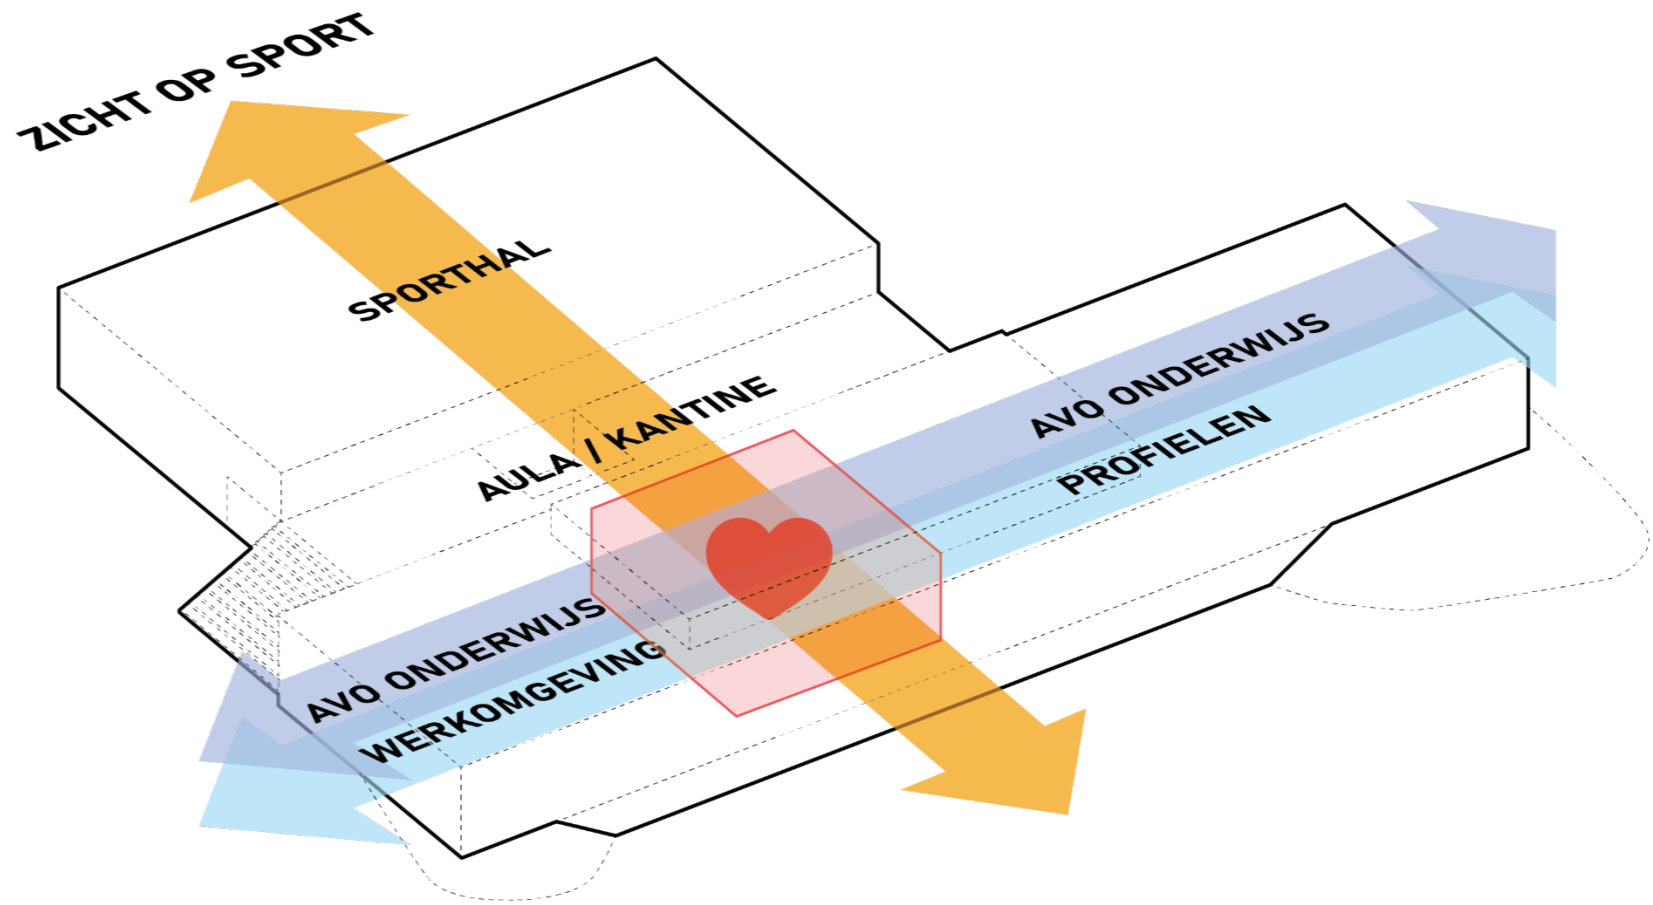 ZICHT OP SPORT
SPORTHAL
AULA / KANTINE
AVO ONDERWIJS
PROFIELEN
AVO ONDERWIJS
WERKOMGEVING